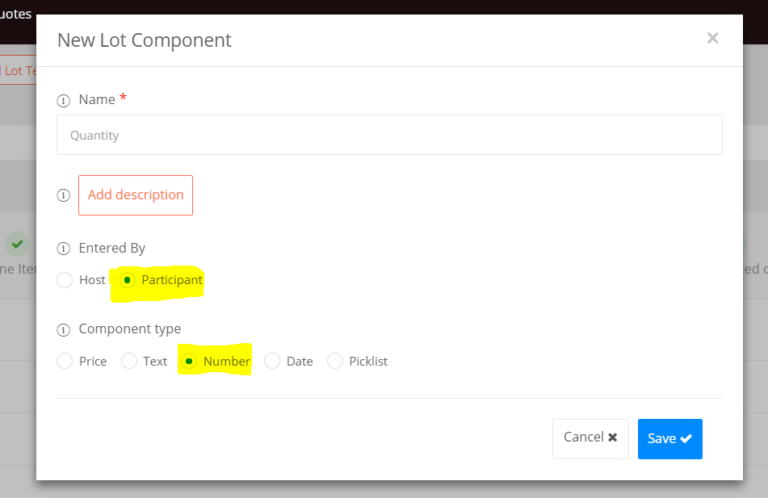 uotes
New Lot Component ×
Lot Te
i Name *
Quantity
i Add description
i Entered By
ne Iter
ed c
Host Participant
i Component type
Price Text Number Date Picklist
Cancel ✖ Save ✔